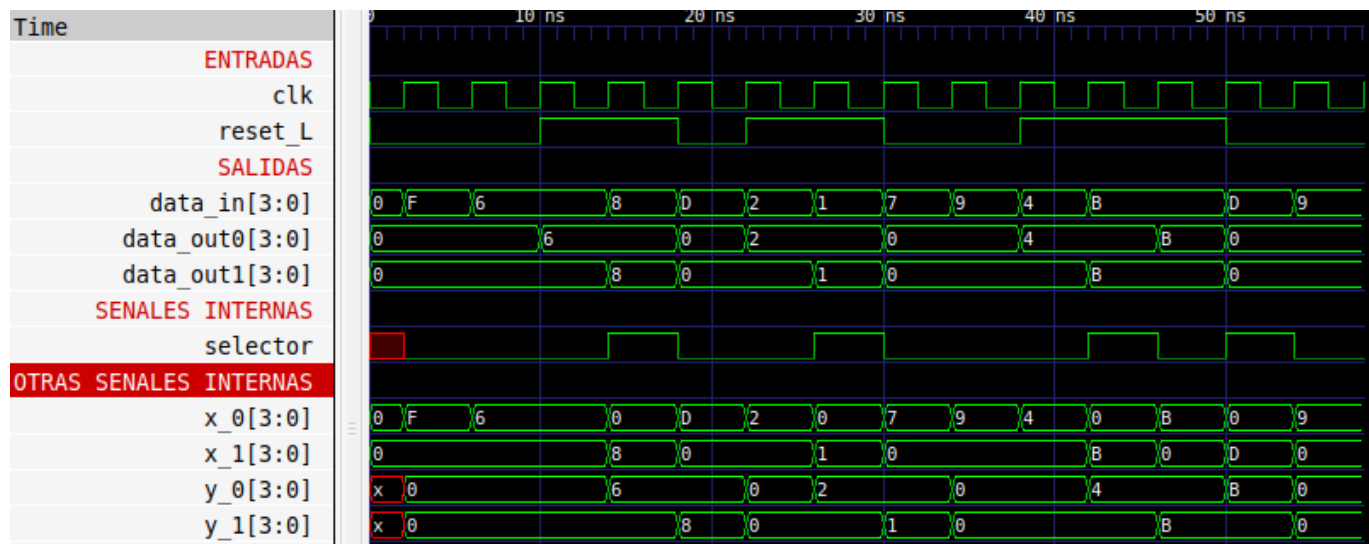 Time 0 10 ns 20 ns 30 ns 40 ns 50 ns
ENTRADAS
clk
reset_L
SALIDAS
data_in[3:0] 0 F 6 8 D 2 1 7 9 4 B D 9
data_out0[3:0] 0 6 0 2 0 4 B 0
data_out1[3:0] 0 8 0 1 0 B 0
SENALES INTERNAS
selector
OTRAS SENALES INTERNAS
x_0[3:0] 0 F 6 0 D 2 0 7 9 4 0 B 0 9
x_1[3:0] 0 8 0 1 0 B 0 D 0
y_0[3:0] x 0 6 0 2 0 4 B 0
y_1[3:0] x 0 8 0 1 0 B 0